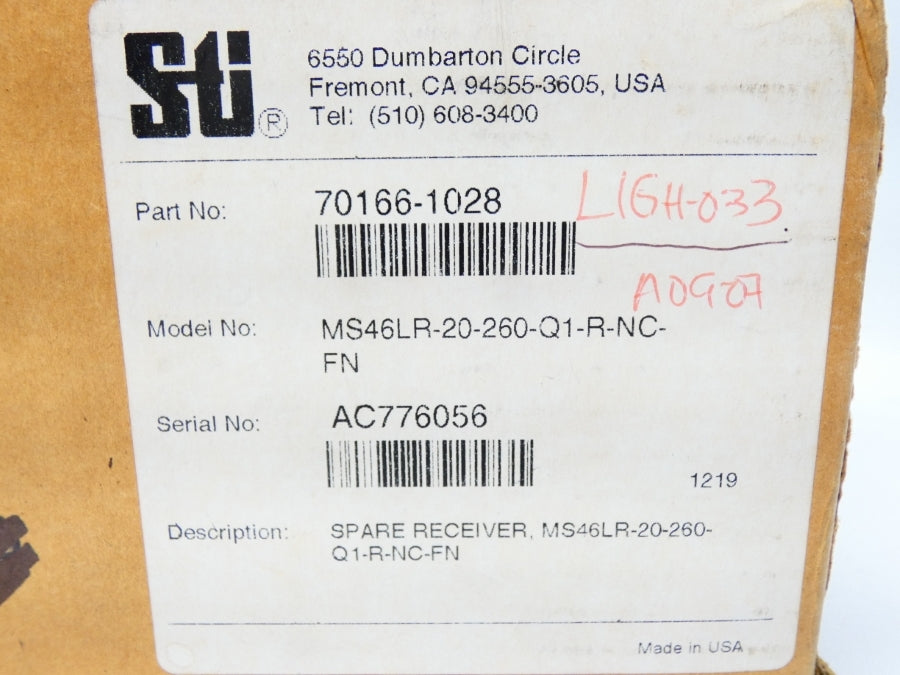 Sti®
6550 Dumbarton Circle
Fremont, CA 94555-3605, USA
Tel: (510) 608-3400
Part No: 70166-1028 LIGH-033
A0907
Model No: MS46LR-20-260-Q1-R-NC-
FN
Serial No: AC776056
1219
Description: SPARE RECEIVER, MS46LR-20-260-
Q1-R-NC-FN
Made in USA